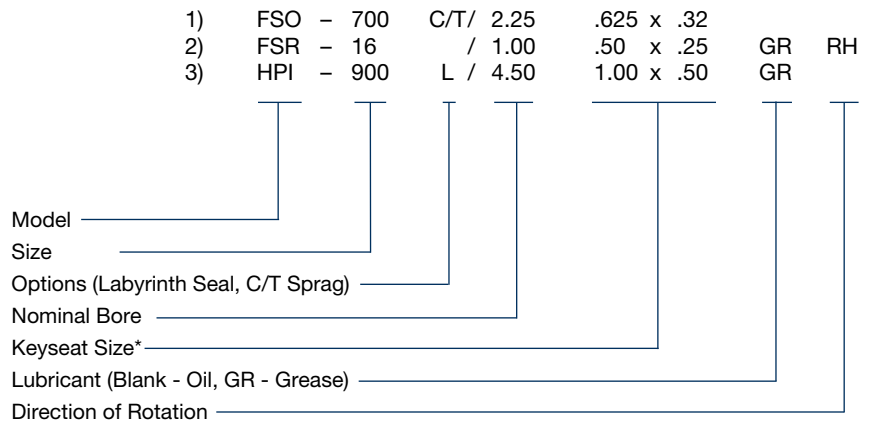 1) FSO – 700 C/T/ 2.25 .625 x .32
2) FSR – 16 / 1.00 .50 x .25 GR RH
3) HPI – 900 L / 4.50 1.00 x .50 GR
Model
Size
Options (Labyrinth Seal, C/T Sprag)
Nominal Bore
Keyseat Size*
Lubricant (Blank - Oil, GR - Grease)
Direction of Rotation